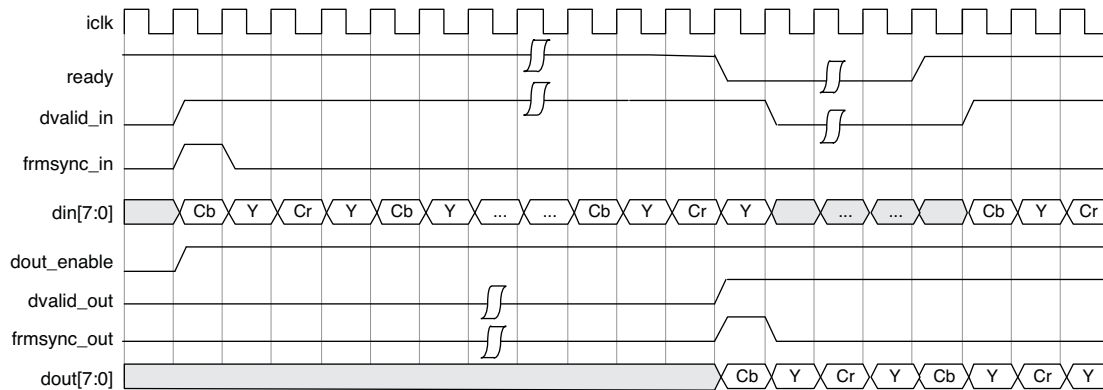 iclk
ready
dvalid_in
frmsync_in
din[7:0] Cb Y Cr Y Cb Y ... ... Cb Y Cr Y ... ... Cb Y Cr
dout_enable
dvalid_out
frmsync_out
dout[7:0] Cb Y Cr Y Cb Y Cr Y